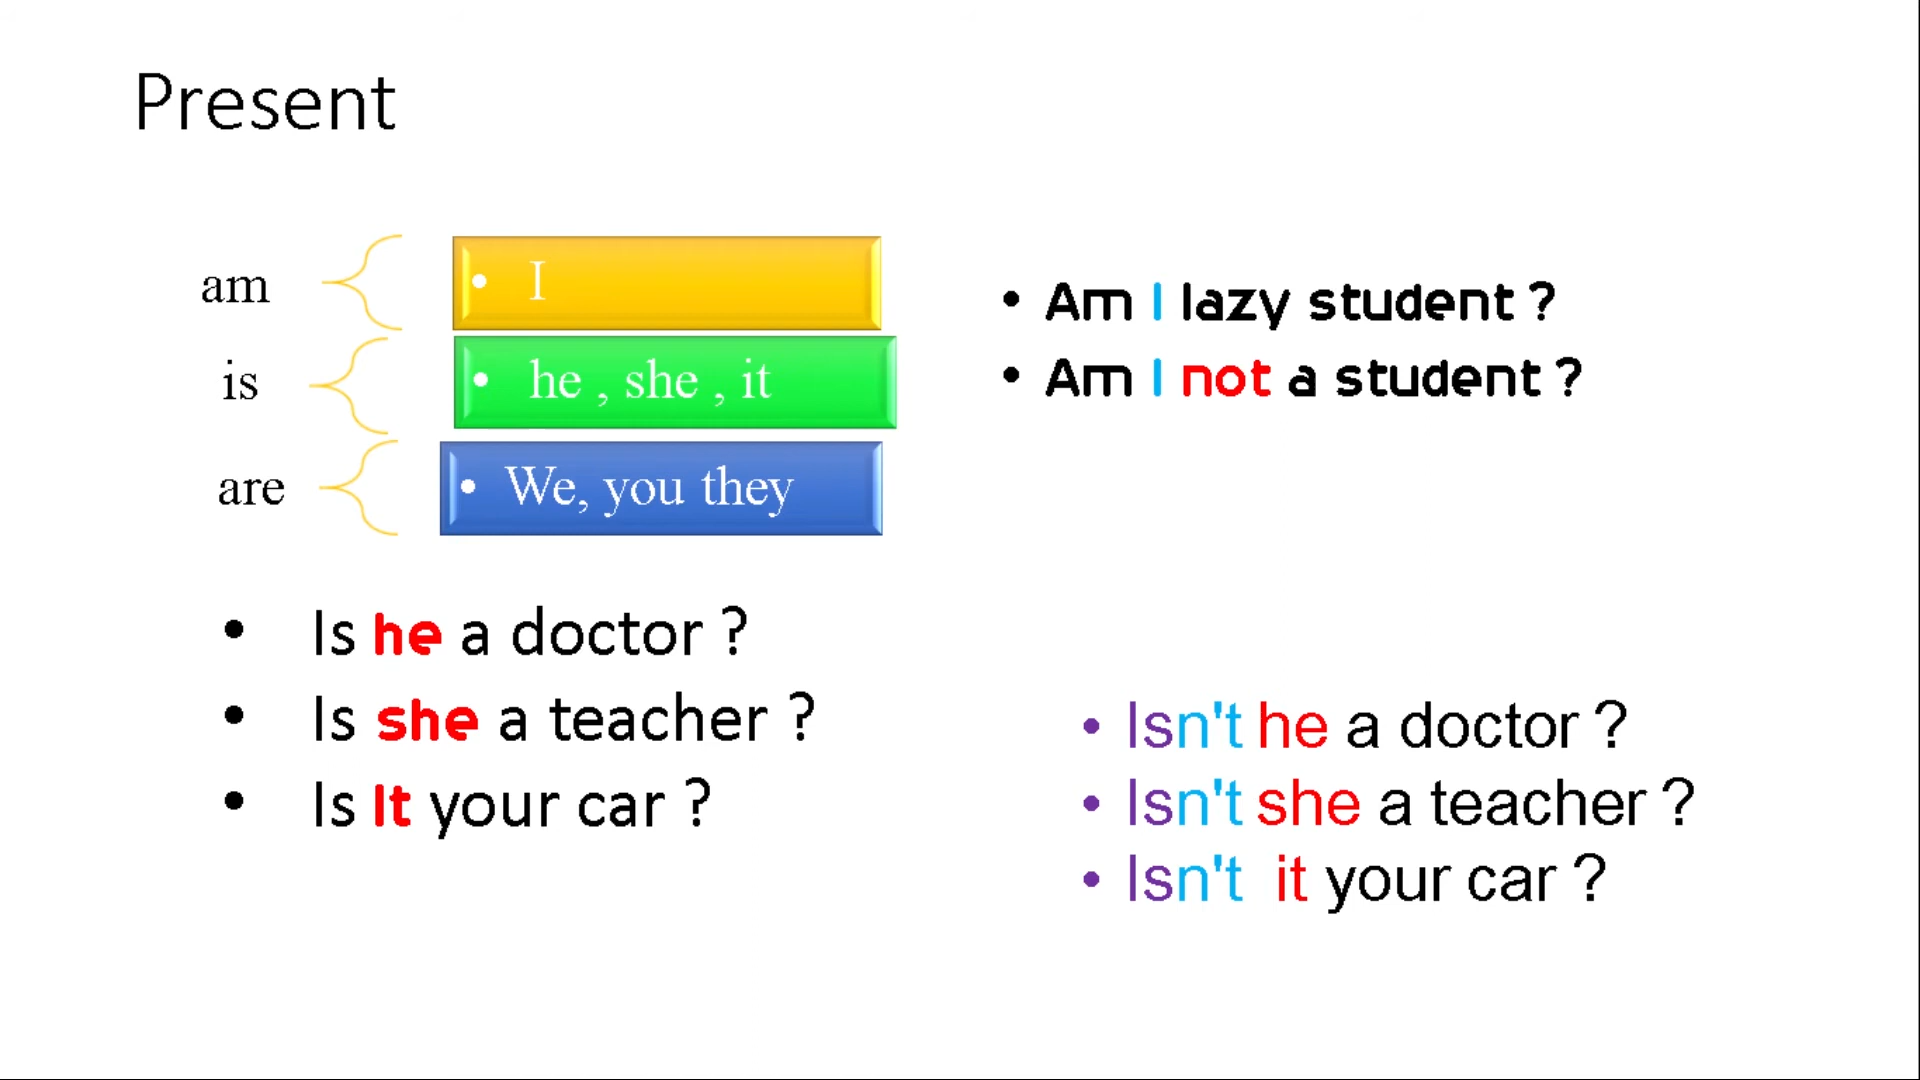 Present
am
• I
is
• he , she , it
are
• We, you they
• Am I lazy student ?
• Am I not a student ?
• Is he a doctor ?
• Is she a teacher ?
• Is It your car ?
• Isn't he a doctor ?
• Isn't she a teacher ?
• Isn't it your car ?